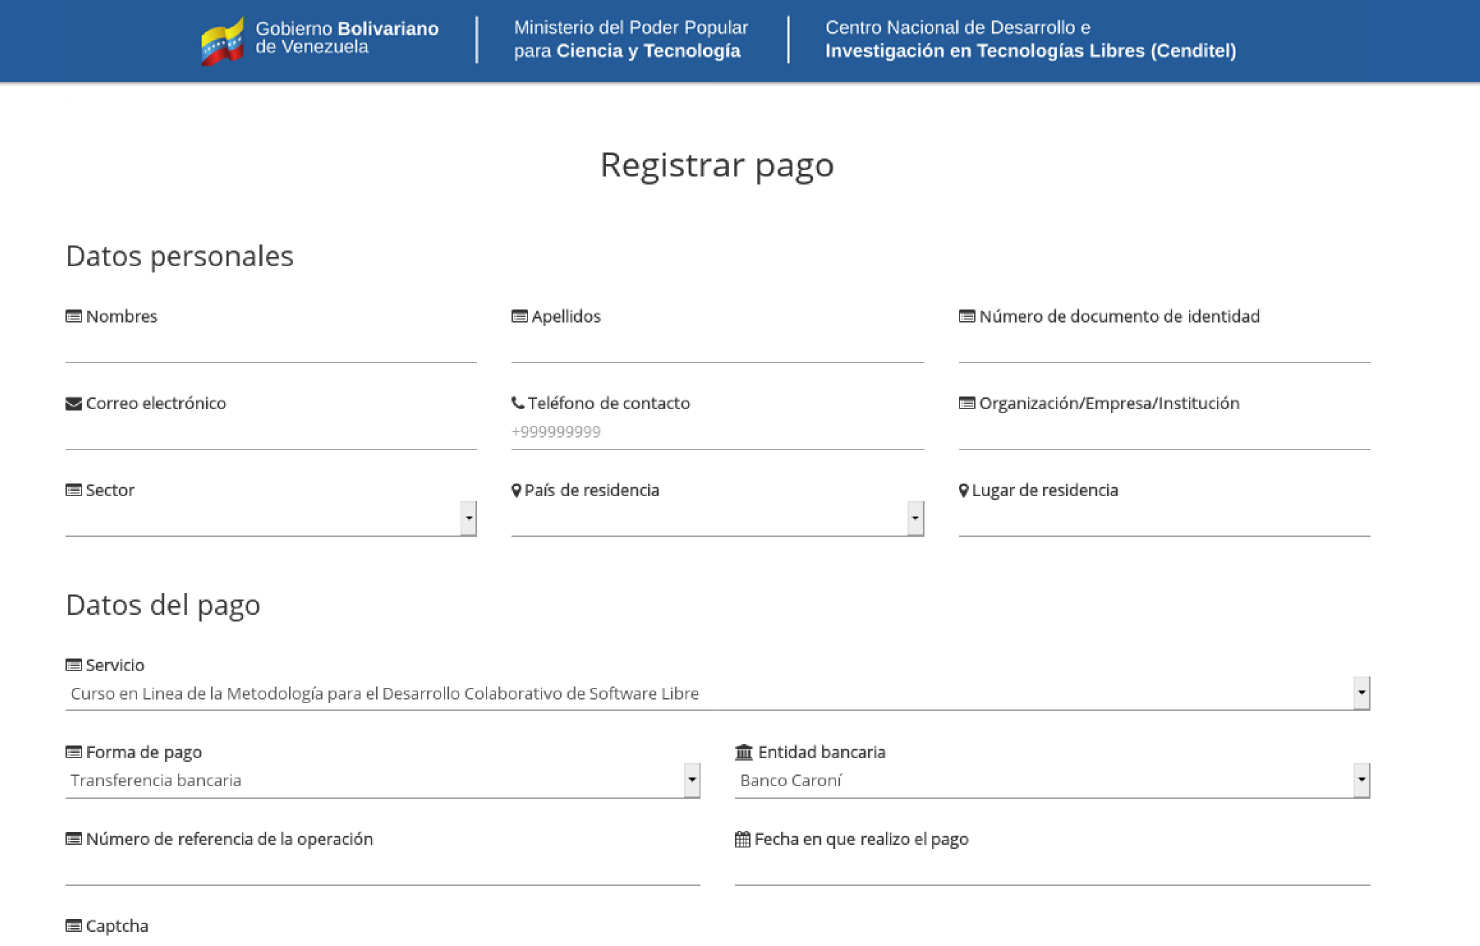 Gobierno Bolivariano
de Venezuela
Ministerio del Poder Popular
para Ciencia y Tecnología
Centro Nacional de Desarrollo e
Investigación en Tecnologías Libres (Cenditel)
Registrar pago
Datos personales
Nombres
Apellidos
Número de documento de identidad
Correo electrónico
Teléfono de contacto
+999999999
Organización/Empresa/Institución
Sector
País de residencia
Lugar de residencia
Datos del pago
Servicio
Curso en Linea de la Metodología para el Desarrollo Colaborativo de Software Libre
Forma de pago
Transferencia bancaria
Entidad bancaria
Banco Caroní
Número de referencia de la operación
Fecha en que realizo el pago
Captcha